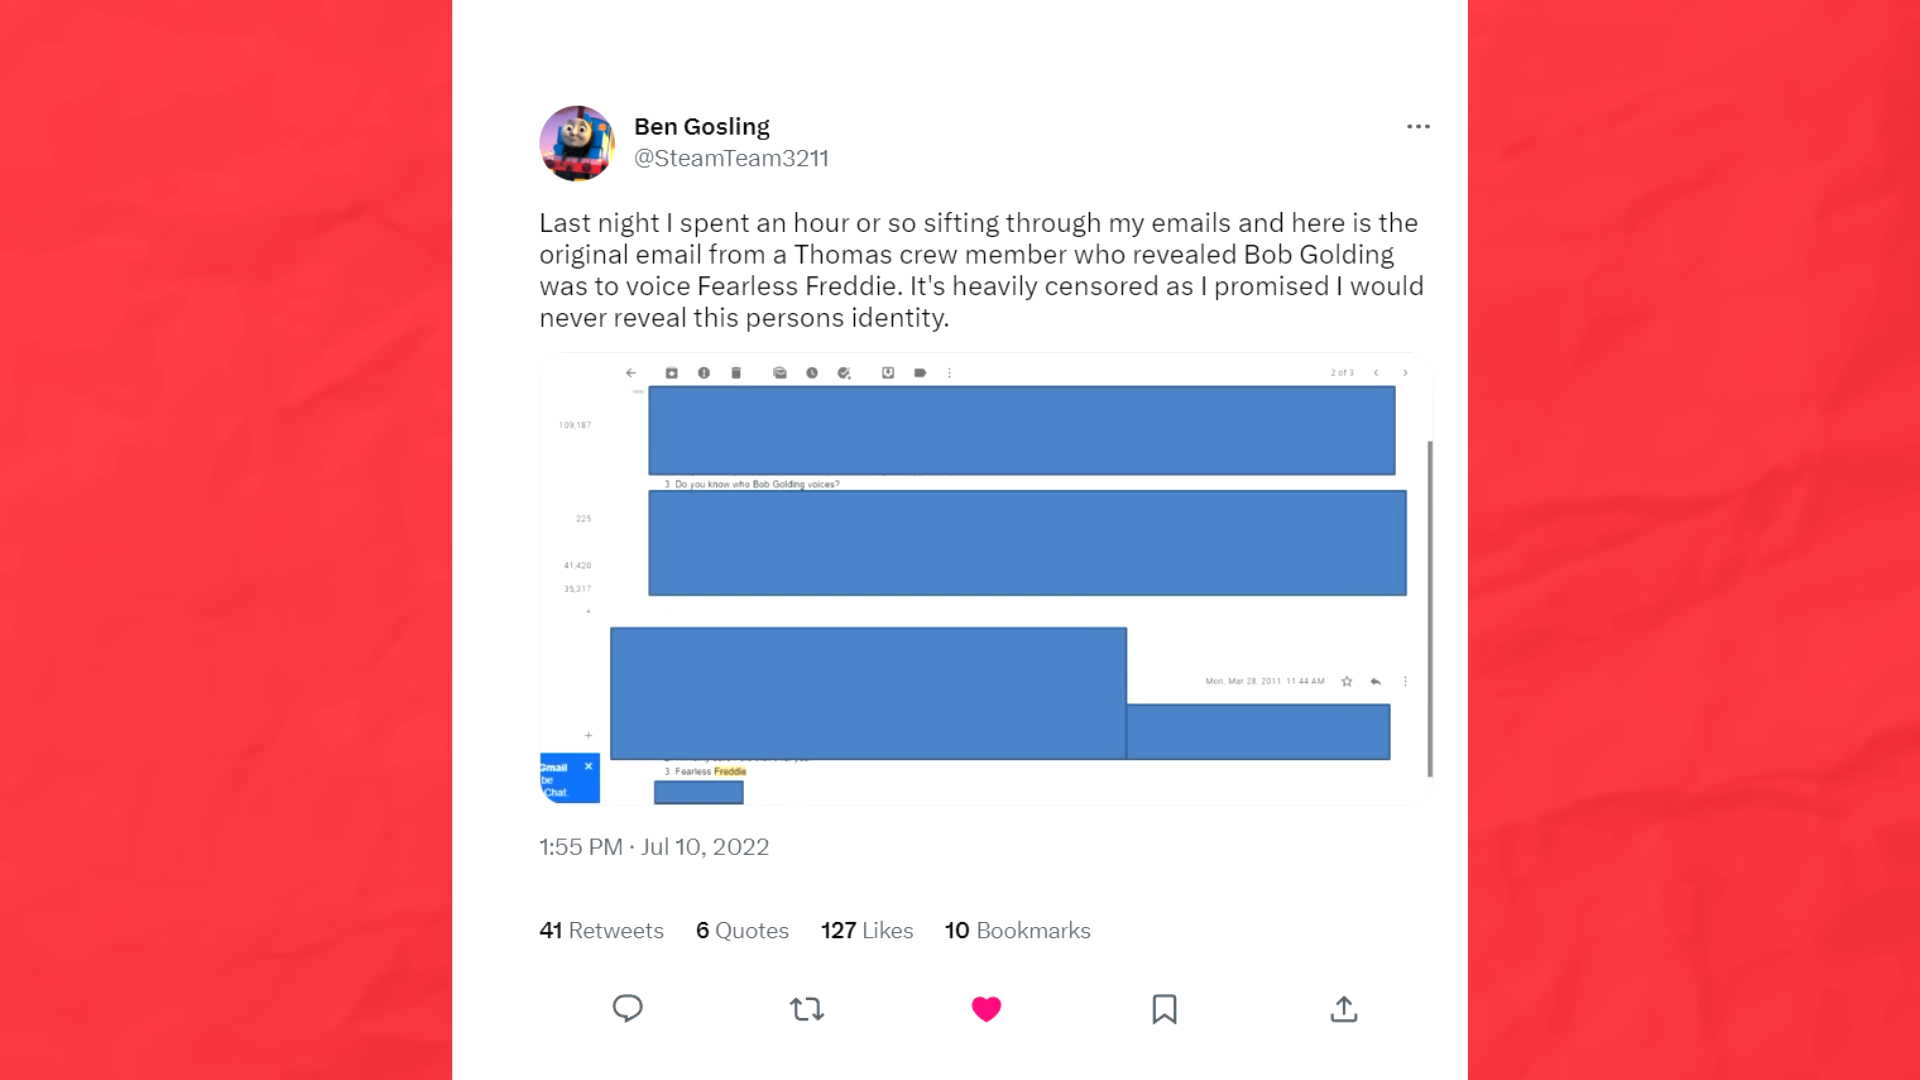 Ben Gosling
@SteamTeam3211
Last night I spent an hour or so sifting through my emails and here is the
original email from a Thomas crew member who revealed Bob Golding
was to voice Fearless Freddie. It's heavily censored as I promised I would
never reveal this persons identity.
2 of 3
109,187
3 Do you know who Bob Golding voices?
225
41,420
35,317
Mon, Mar 28, 2011, 11:44 AM
Gmail
be
Chat.
3 Fearless Freddie
1:55 PM · Jul 10, 2022
41 Retweets 6 Quotes 127 Likes 10 Bookmarks